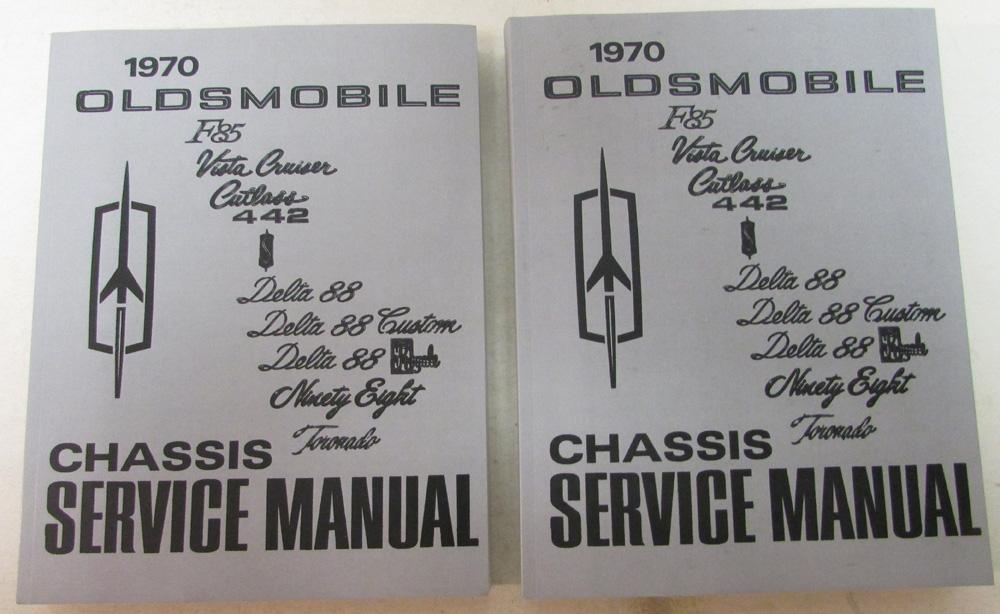 1970
OLDSMOBILE
F85
Vista Cruiser
Cutlass
442
Delta 88
Delta 88 Custom
Delta 88
Ninety Eight
Toronado
CHASSIS
SERVICE MANUAL
1970
OLDSMOBILE
F85
Vista Cruiser
Cutlass
442
Delta 88
Delta 88 Custom
Delta 88
Ninety Eight
Toronado
CHASSIS
SERVICE MANUAL